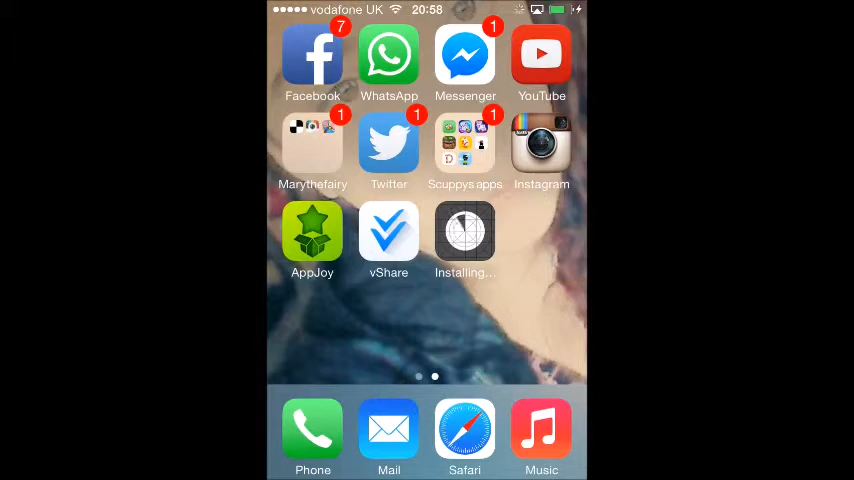 vodafone UK 20:58
7 1
Facebook WhatsApp Messenger YouTube
1 1 1
Marythefairy Twitter Scuppys apps Instagram
AppJoy vShare Installing...
Phone Mail Safari Music